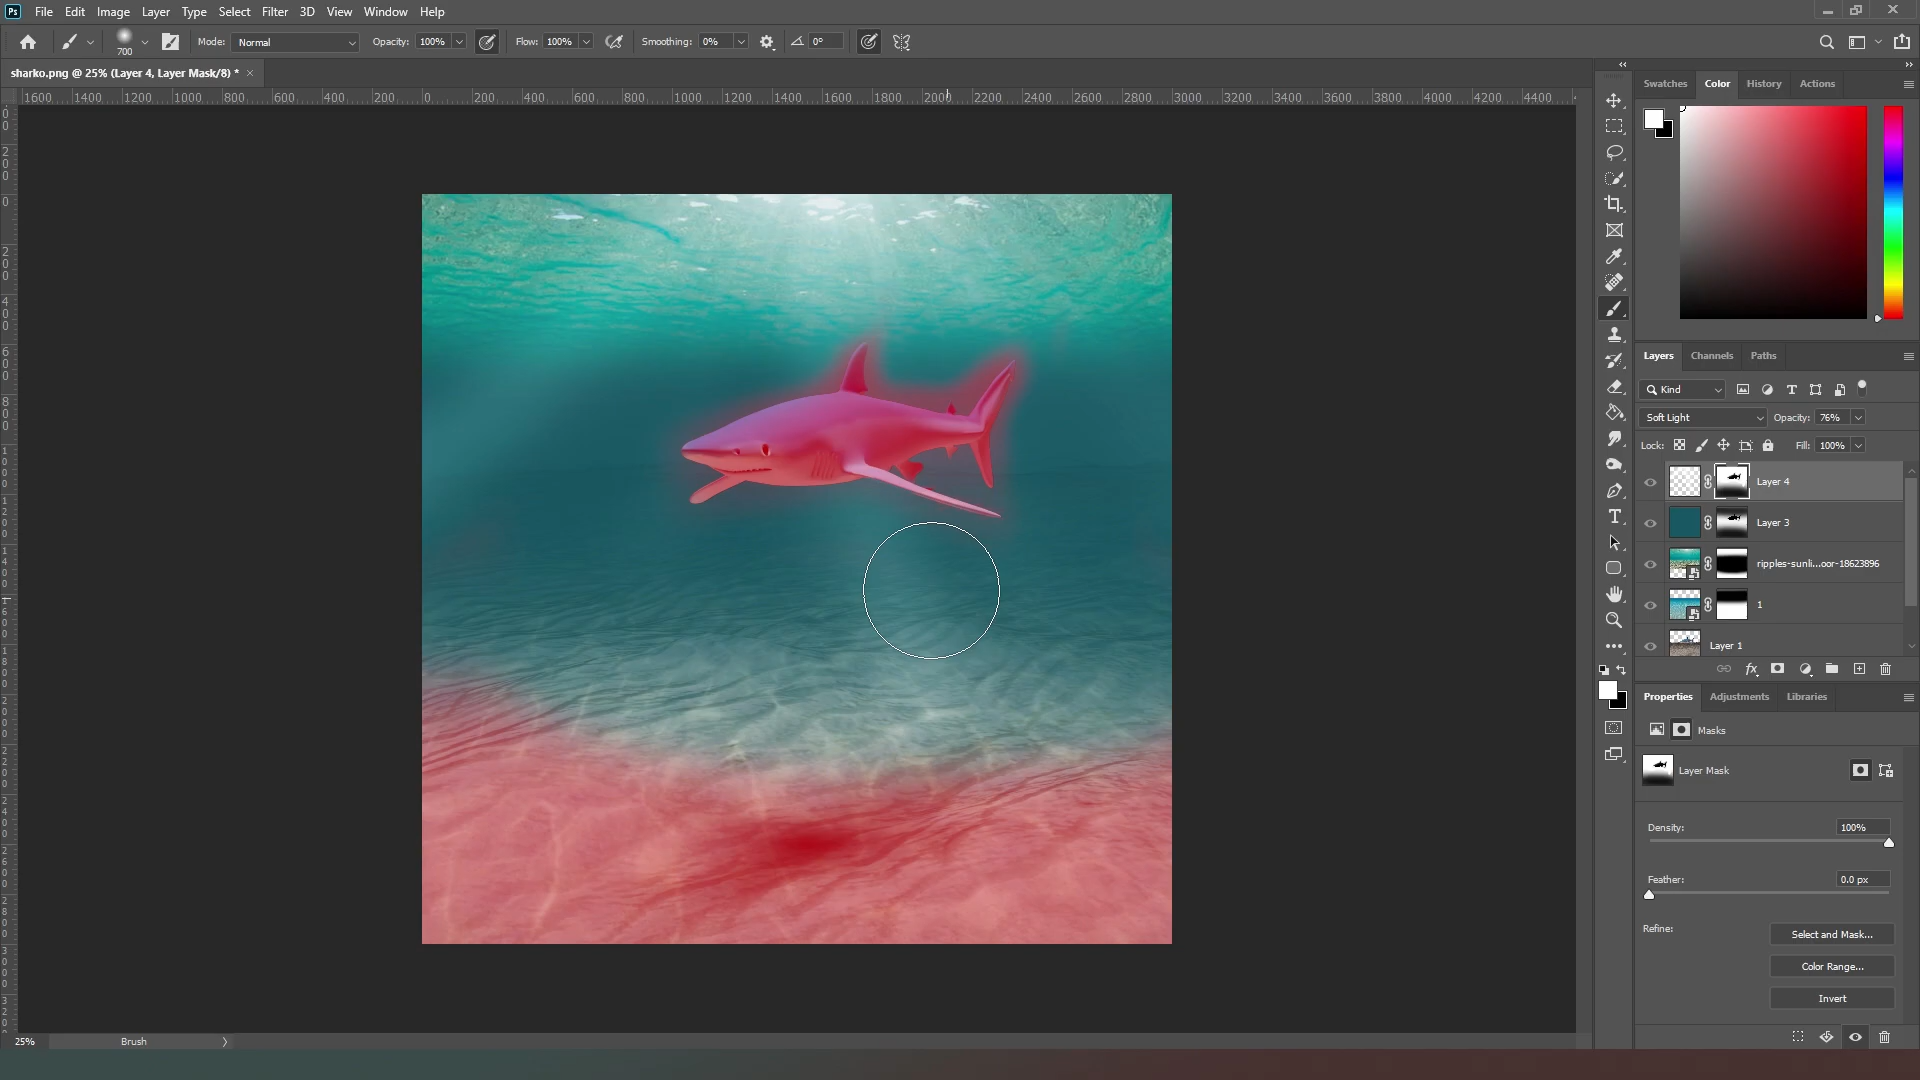 Ps File Edit Image Layer Type Select Filter 3D View Window Help
700 Mode: Normal Opacity: 100% Flow: 100% Smoothing: 0% 0°
sharko.png @ 25% (Layer 4, Layer Mask/8) * ×
1600 1400 1200 1000 800 600 400 200 0 200 400 600 800 1000 1200 1400 1600 1800 2000 2200 2400 2600 2800 3000 3200 3400 3600 3800 4000 4200 4400
Swatches Color History Actions
Layers Channels Paths
Kind
Soft Light Opacity: 76%
Lock: Fill: 100%
Layer 4
Layer 3
ripples-sunli...oor-18623896
1
Layer 1
fx
Properties Adjustments Libraries
Masks
Layer Mask
Density: 100%
Feather: 0.0 px
Refine: Select and Mask...
Color Range...
Invert
25% Brush